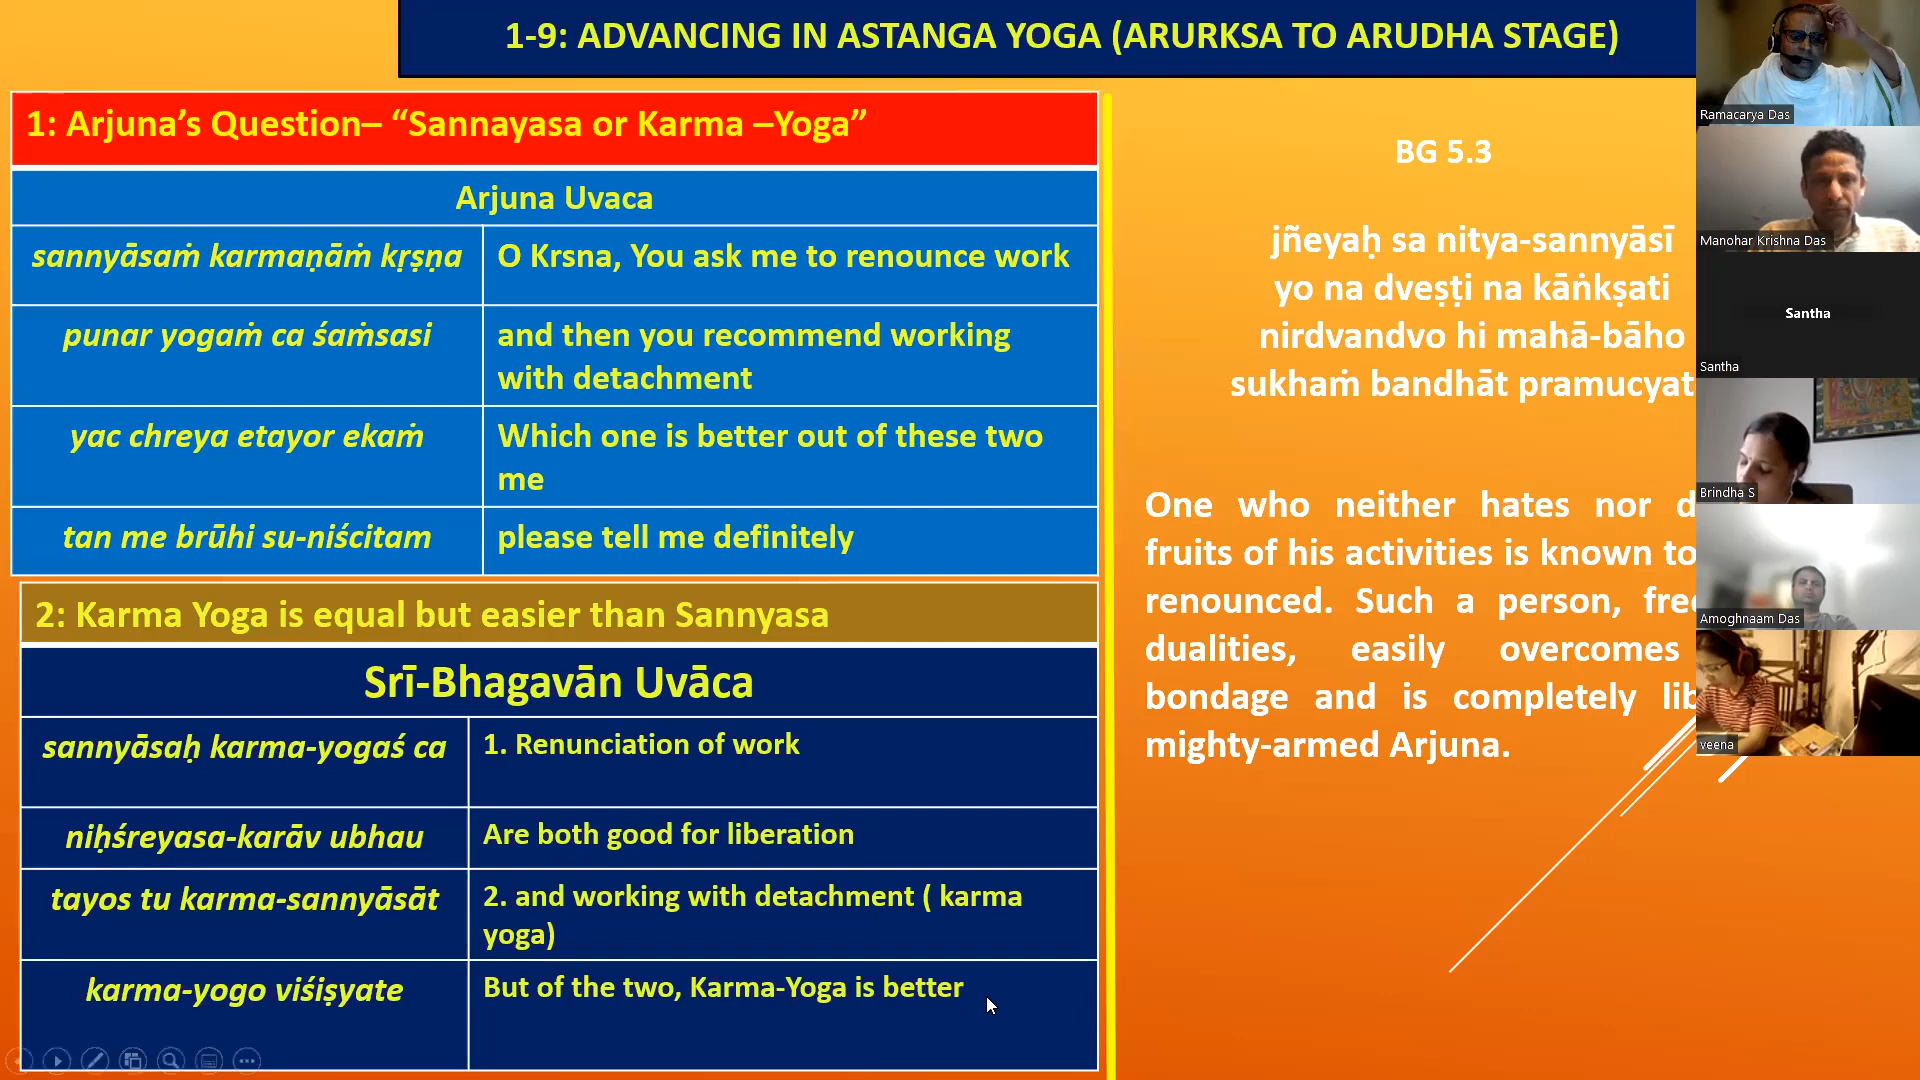 1-9: ADVANCING IN ASTANGA YOGA (ARURKSA TO ARUDHA STAGE)
1: Arjuna’s Question– “Sannayasa or Karma –Yoga”
Arjuna Uvaca
sannyāsaṁ karmaṇāṁ kṛṣṇa
O Krsna, You ask me to renounce work
punar yogaṁ ca śaṁsasi
and then you recommend working
with detachment
yac chreya etayor ekaṁ
Which one is better out of these two
me
tan me brūhi su-niścitam
please tell me definitely
2: Karma Yoga is equal but easier than Sannyasa
Srī-Bhagavān Uvāca
sannyāsaḥ karma-yogaś ca
1. Renunciation of work
niḥśreyasa-karāv ubhau
Are both good for liberation
tayos tu karma-sannyāsāt
2. and working with detachment ( karma
yoga)
karma-yogo viśiṣyate
But of the two, Karma-Yoga is better
BG 5.3
jñeyaḥ sa nitya-sannyāsī
yo na dveṣṭi na kāṅkṣati
nirdvandvo hi mahā-bāho
sukhaṁ bandhāt pramucyat
One who neither hates nor
fruits of his activities is known to
renounced. Such a person,
dualities, easily overcomes
bondage and is completely
mighty-armed Arjuna.
Ramacarya Das
Manohar Krishna Das
Santha
Santha
Brindha S
Amoghnaam Das
veena